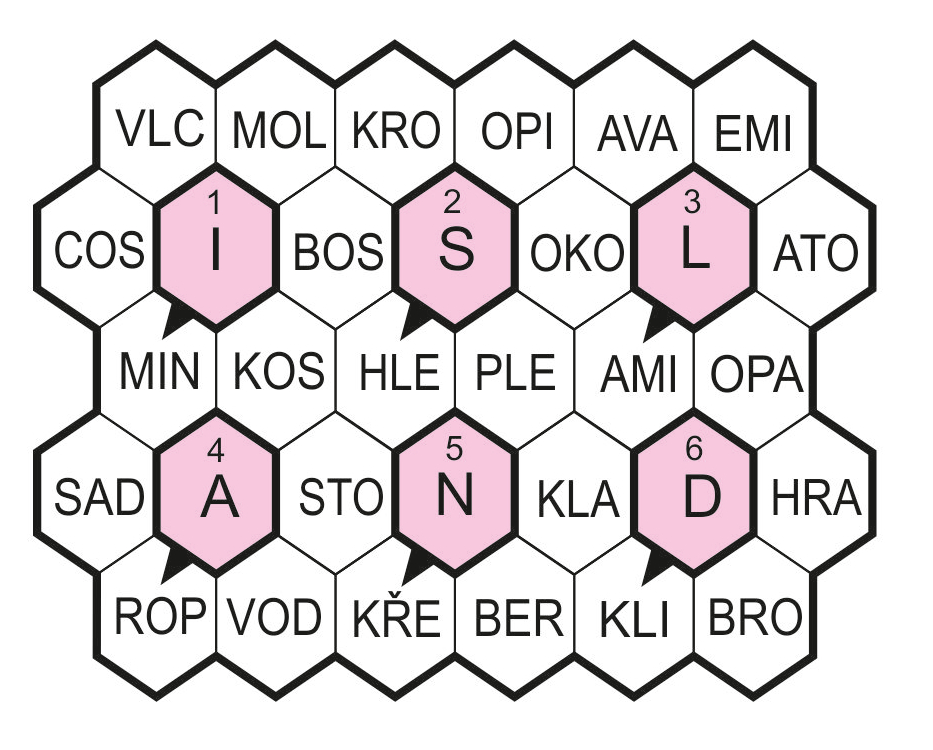 VLC MOL KRO OPI AVA EMI
1 2 3
COS I BOS S OKO L ATO
MIN KOS HLE PLE AMI OPA
4 5 6
SAD A STO N KLA D HRA
ROP VOD KŘE BER KLI BRO